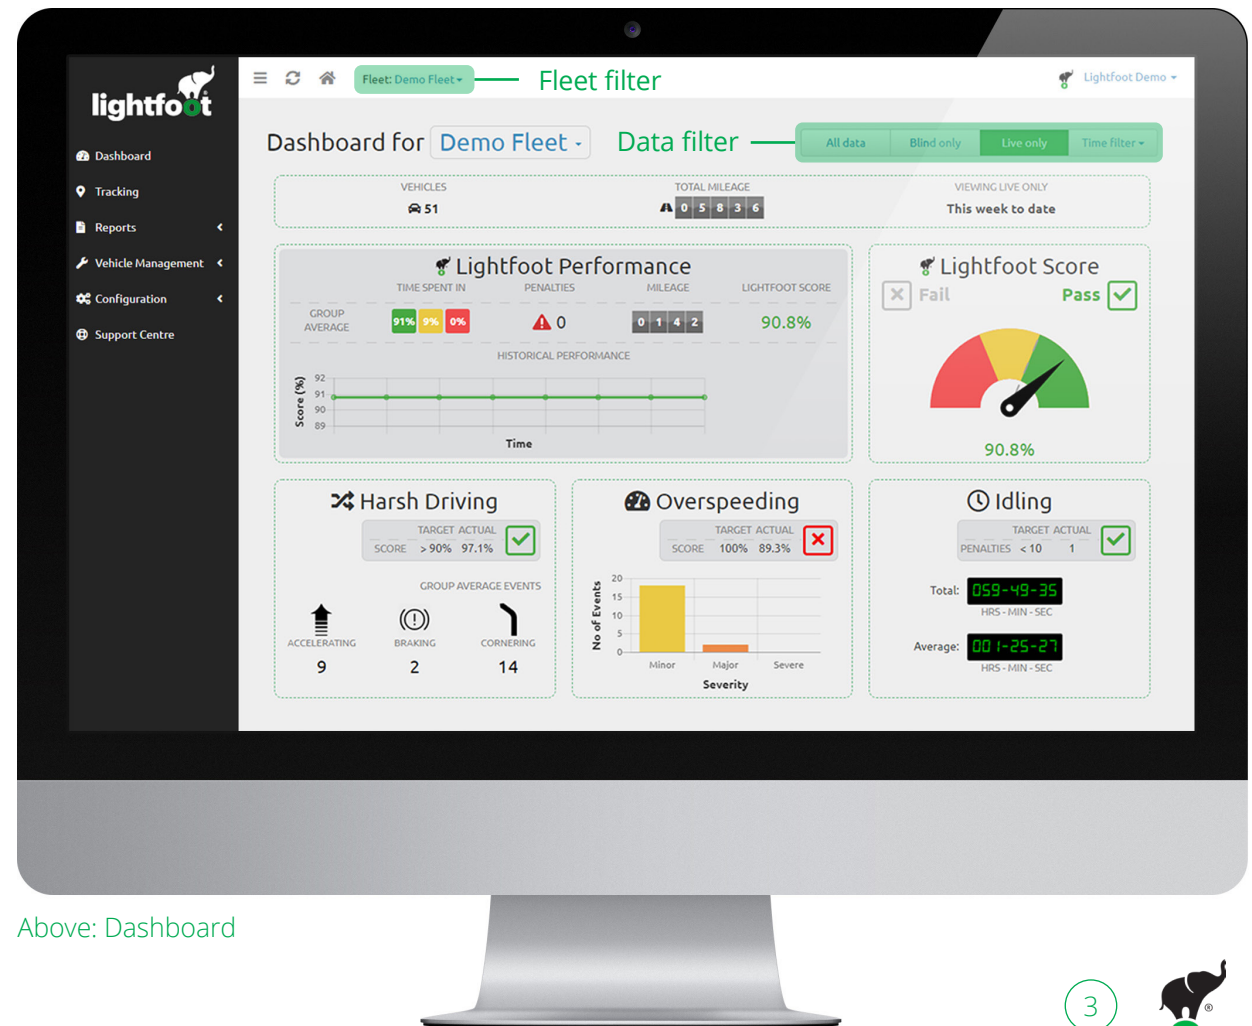 lightfoot
Fleet: Demo Fleet
Fleet filter
Lightfoot Demo
Dashboard
Tracking
Reports
Vehicle Management
Configuration
Support Centre
Dashboard for Demo Fleet
Data filter
All data Blind only Live only Time filter
VEHICLES TOTAL MILEAGE VIEWING LIVE ONLY
51 0 5 8 3 6 This week to date
Lightfoot Performance
TIME SPENT IN PENALTIES MILEAGE LIGHTFOOT SCORE
GROUP
AVERAGE
91% 9% 0% 0 0 1 4 2 90.8%
HISTORICAL PERFORMANCE
Score (%)
92
91
90
89
Time
Lightfoot Score
Fail Pass
90.8%
Harsh Driving
TARGET ACTUAL
SCORE > 90% 97.1%
GROUP AVERAGE EVENTS
ACCELERATING BRAKING CORNERING
9 2 14
Overspeeding
TARGET ACTUAL
SCORE 100% 89.3%
No of Events
20
15
10
5
0
Minor Major Severe
Severity
Idling
TARGET ACTUAL
PENALTIES < 10 1
Total: 059-49-35
HRS - MIN - SEC
Average: 001-25-27
HRS - MIN - SEC
Above: Dashboard
3
®